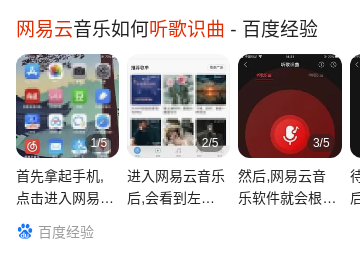 网易云音乐如何听歌识曲 - 百度经验
推荐歌单
听歌识曲
1/5
2/5
3/5
首先拿起手机,
点击进入网易…
进入网易云音乐
后,会看到左…
然后,网易云音
乐软件就会根…
百度经验